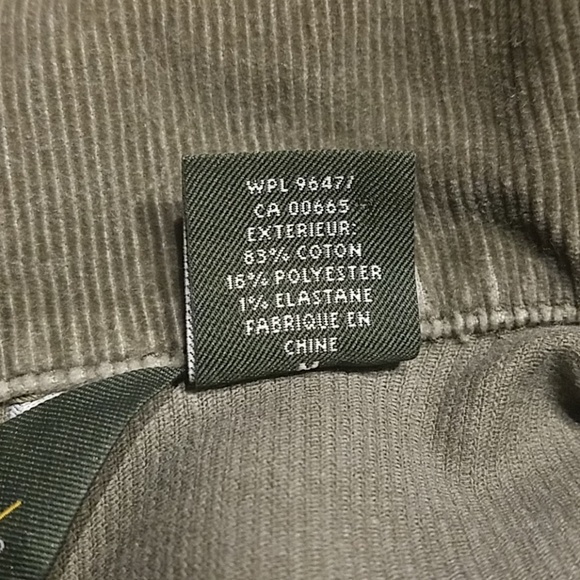 WPL 96477
CA 00665
EXTERIEUR:
83% COTON
16% POLYESTER
1% ELASTANE
FABRIQUE EN
CHINE